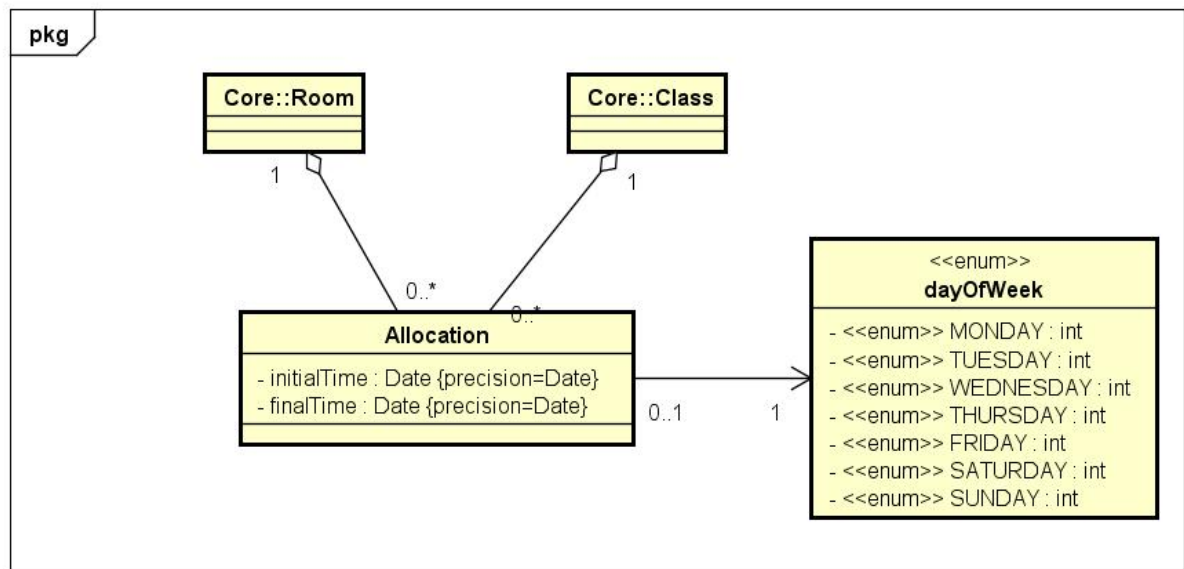 pkg
Core::Room
Core::Class
1
1
0..*
0..*
Allocation
- initialTime : Date {precision=Date}
- finalTime : Date {precision=Date}
0..1
1
<<enum>>
dayOfWeek
- <<enum>> MONDAY : int
- <<enum>> TUESDAY : int
- <<enum>> WEDNESDAY : int
- <<enum>> THURSDAY : int
- <<enum>> FRIDAY : int
- <<enum>> SATURDAY : int
- <<enum>> SUNDAY : int